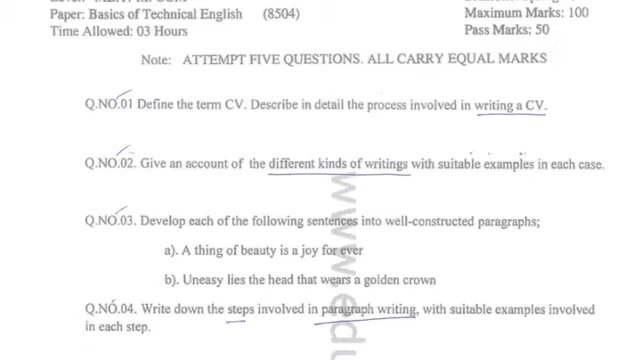 Paper: Basics of Technical English (8504)
Maximum Marks: 100
Time Allowed: 03 Hours
Pass Marks: 50
Note: ATTEMPT FIVE QUESTIONS. ALL CARRY EQUAL MARKS
Q.NO.01 Define the term CV. Describe in detail the process involved in writing a CV.
Q.NO.02. Give an account of the different kinds of writings with suitable examples in each case.
Q.NO.03. Develop each of the following sentences into well-constructed paragraphs;
a). A thing of beauty is a joy for ever
b). Uneasy lies the head that wears a golden crown
Q.NO.04. Write down the steps involved in paragraph writing, with suitable examples involved
in each step.
www.edu